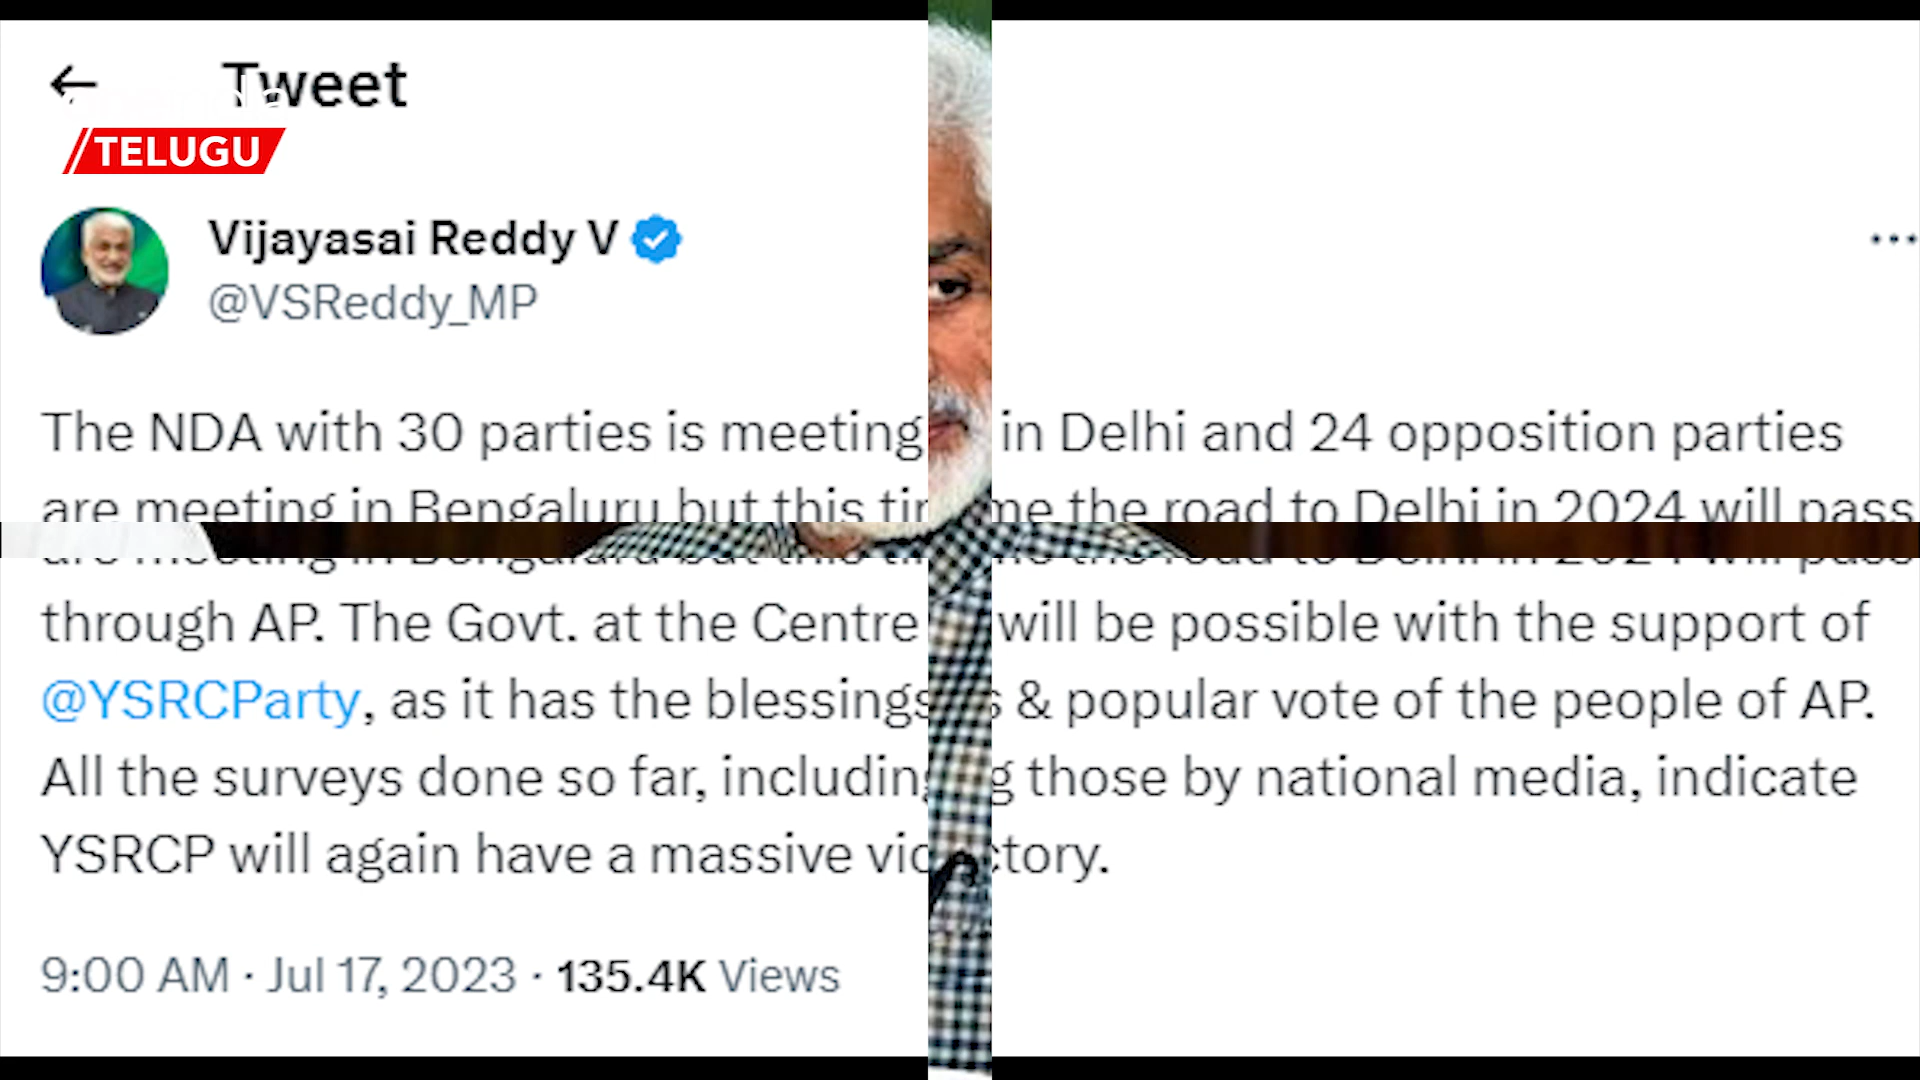 Tweet
TELUGU
Vijayasai Reddy V
@VSReddy_MP
The NDA with 30 parties is meeting in Delhi and 24 opposition parties
are meeting in Bengaluru but this time the road to Delhi in 2024 will pass
through AP. The Govt. at the Centre will be possible with the support of
@YSRCParty, as it has the blessings & popular vote of the people of AP.
All the surveys done so far, including those by national media, indicate
YSRCP will again have a massive victory.
9:00 AM · Jul 17, 2023 · 135.4K Views